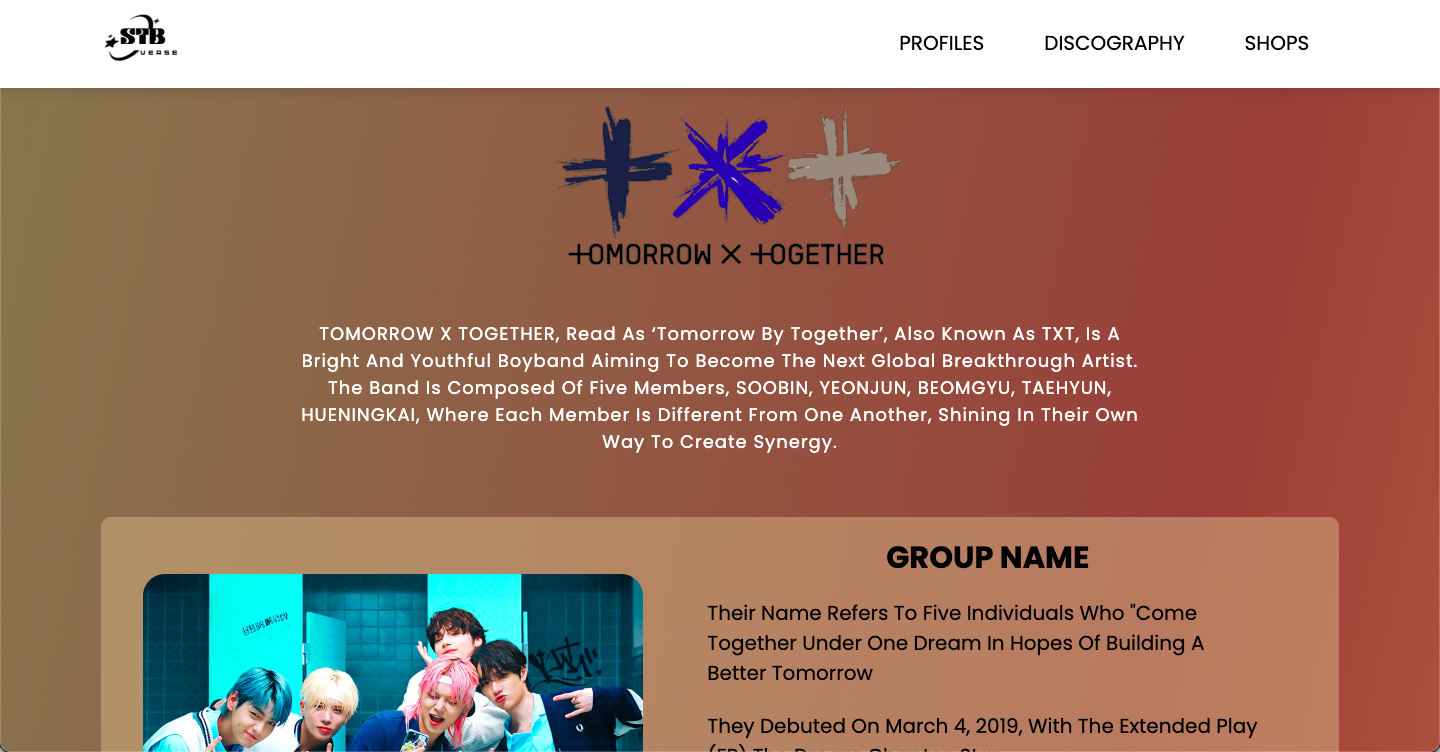 STB
VERSE
PROFILES
DISCOGRAPHY
SHOPS
TOMORROW X TOGETHER
TOMORROW X TOGETHER, Read As ‘Tomorrow By Together’, Also Known As TXT, Is A
Bright And Youthful Boyband Aiming To Become The Next Global Breakthrough Artist.
The Band Is Composed Of Five Members, SOOBIN, YEONJUN, BEOMGYU, TAEHYUN,
HUENINGKAI, Where Each Member Is Different From One Another, Shining In Their Own
Way To Create Synergy.
GROUP NAME
Their Name Refers To Five Individuals Who "Come
Together Under One Dream In Hopes Of Building A
Better Tomorrow
They Debuted On March 4, 2019, With The Extended Play